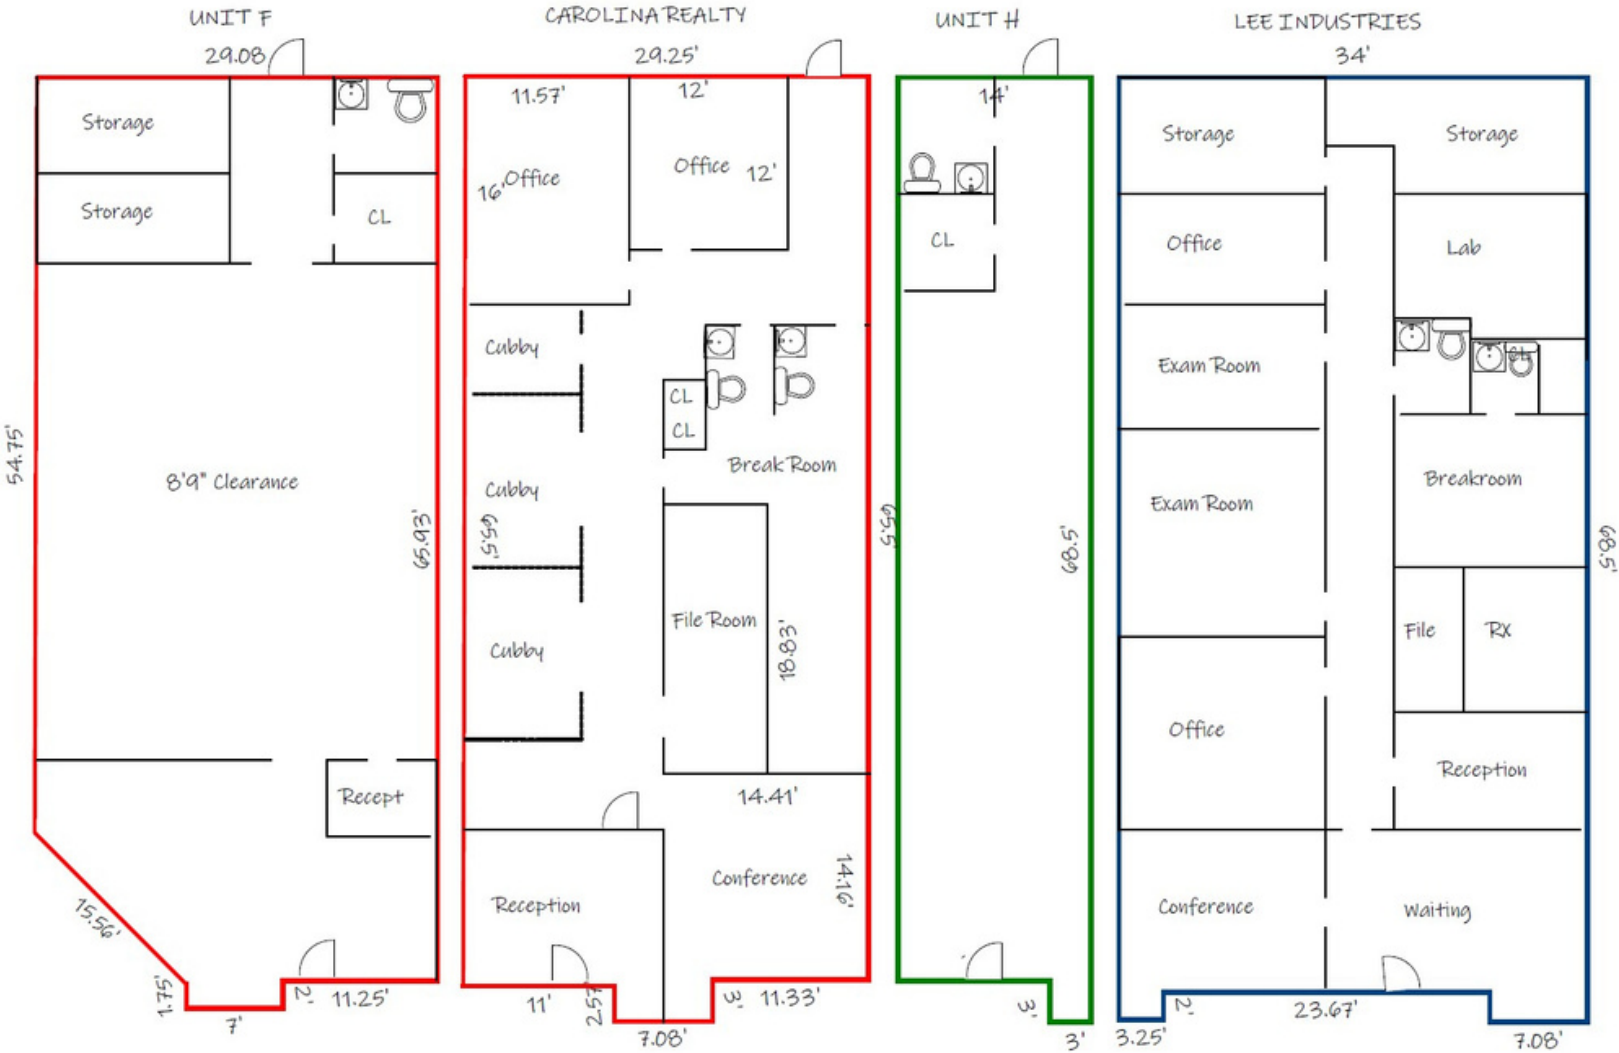 UNIT F
29.08
Storage
Storage
CL
54.75'
8'9" Clearance
65.93'
Recept
15.56'
1.75'
7'
2'
11.25'
CAROLINA REALTY
29.25'
11.57'
12'
16'
Office
Office
12'
Cubby
CL
CL
Cubby
Break Room
65.5'
Cubby
File Room
18.83'
14.41'
Reception
Conference
14.16'
11'
2.57'
7.08'
3'
11.33'
UNIT H
14'
CL
65.5
68.5'
3'
3'
LEE INDUSTRIES
34'
Storage
Storage
Office
Lab
Exam Room
CL
Exam Room
Breakroom
68.5'
File
RX
Office
Reception
Conference
Waiting
3.25'
2'
23.67'
7.08'